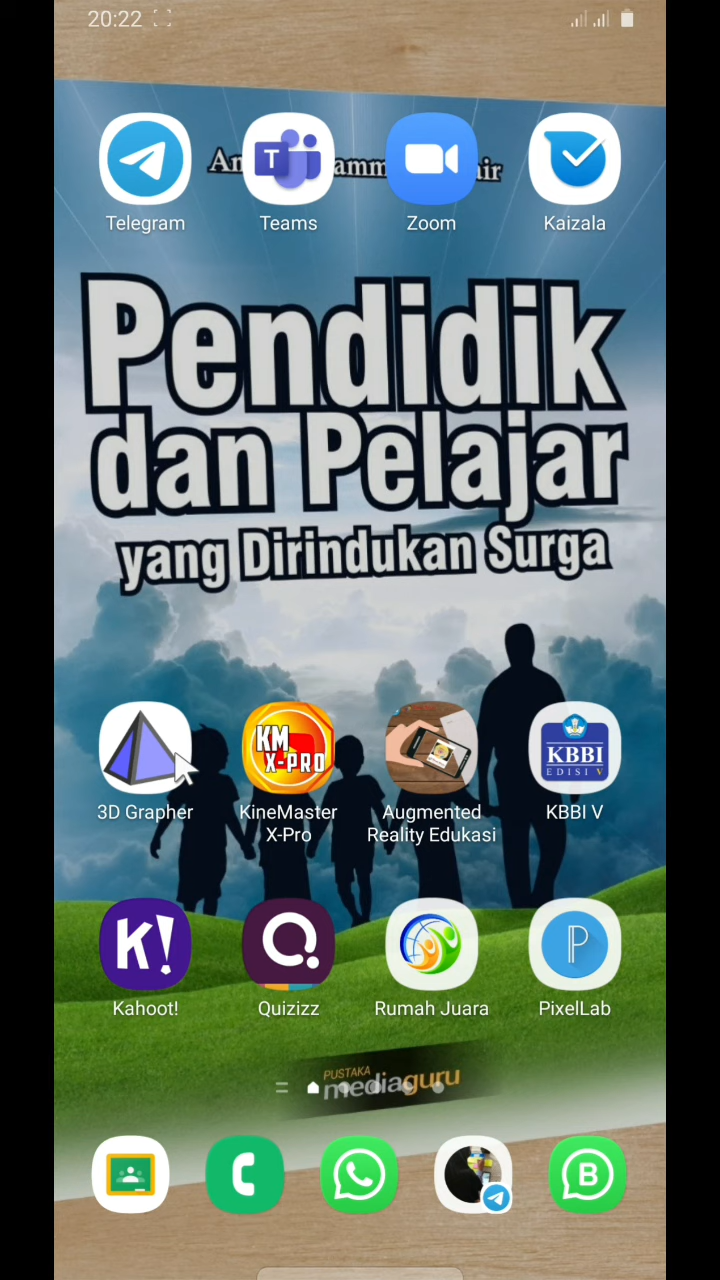 20:22
Telegram
Teams
Zoom
Kaizala
Pendidik
dan Pelajar
yang Dirindukan Surga
KM
X-PRO
KBBI
EDISI V
3D Grapher
KineMaster
X-Pro
Augmented
Reality Edukasi
KBBI V
K!
Kahoot!
Quizizz
Rumah Juara
PixelLab
PUSTAKA
mediaguru